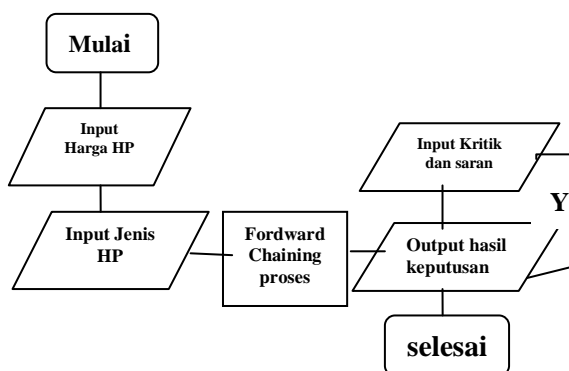 Mulai
Input
Harga HP
Input Jenis
HP
Fordward
Chaining
proses
Input Kritik
dan saran
Y
Output hasil
keputusan
selesai